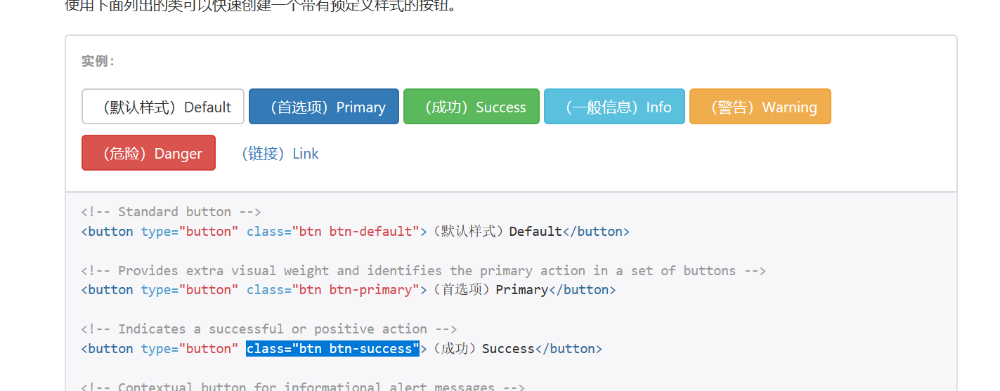 使用下面列出的类可以快速创建一个带有预定义样式的按钮。
实例：
（默认样式）Default （首选项）Primary （成功）Success （一般信息）Info （警告）Warning
（危险）Danger （链接）Link
<!-- Standard button -->
<button type="button" class="btn btn-default">（默认样式）Default</button>
<!-- Provides extra visual weight and identifies the primary action in a set of buttons -->
<button type="button" class="btn btn-primary">（首选项）Primary</button>
<!-- Indicates a successful or positive action -->
<button type="button" class="btn btn-success">（成功）Success</button>
<!-- Contextual button for informational alert messages -->